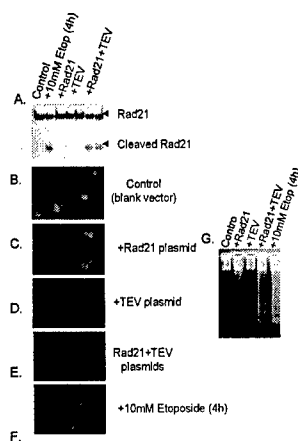 Control
+10mM Etop (4h)
+Rad21
+TEV
+Rad21+TEV
A.
Rad21
Cleaved Rad21
B.
Control
(blank vector)
C.
+Rad21 plasmid
D.
+TEV plasmid
E.
Rad21+TEV
plasmids
F.
+10mM Etoposide (4h)
G.
Control
+Rad21
+TEV
+Rad21+TEV
+10mM Etop (4h)